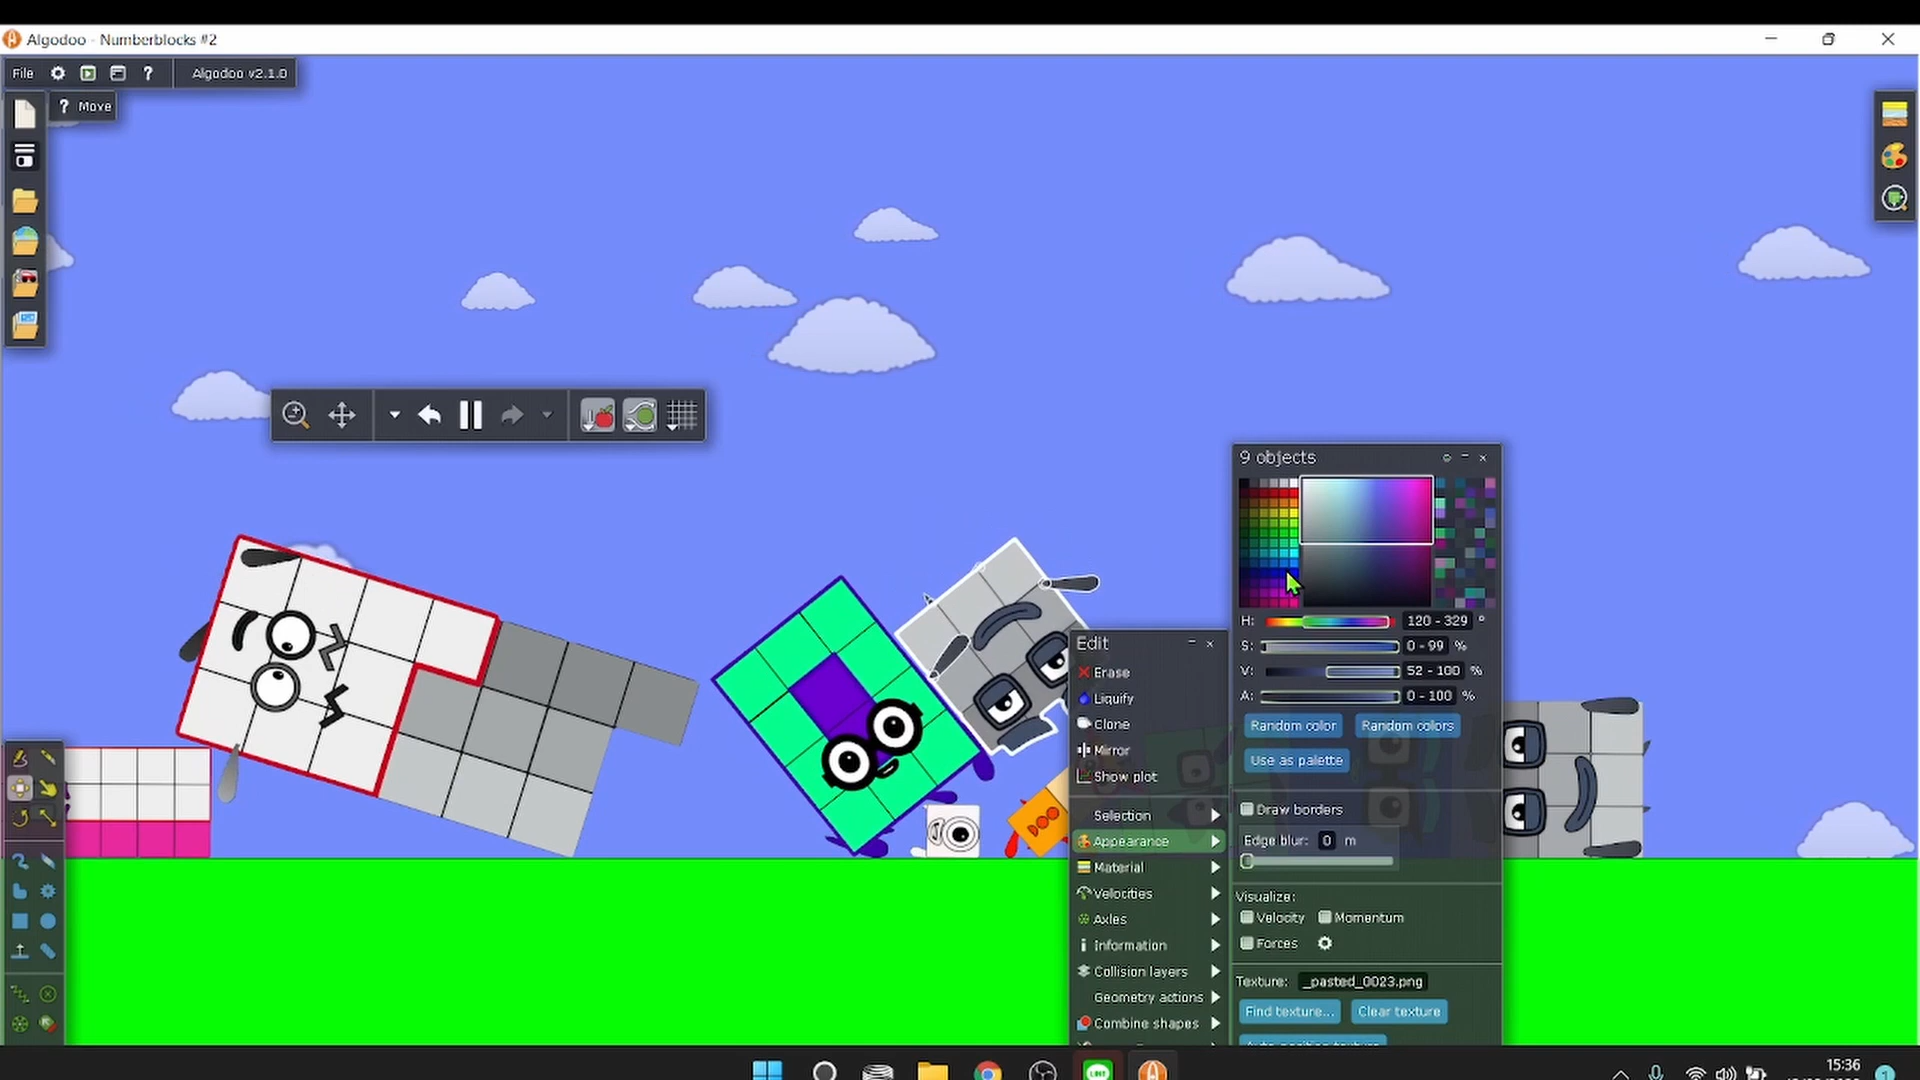 Algodoo - Numberblocks #2
File ? Algodoo v2.1.0
? Move
9 objects
H: 120 - 329 °
S: 0 - 99 %
V: 52 - 100 %
A: 0 - 100 %
Random color Random colors
Use as palette
Draw borders
Edge blur: 0 m
Visualize:
Velocity Momentum
Forces
Texture: _pasted_0023.png
Find texture... Clear texture
Edit
Erase
Liquify
Clone
Mirror
Show plot
Selection
Appearance
Material
Velocities
Axles
Information
Collision layers
Geometry actions
Combine shapes
LINE
15:36